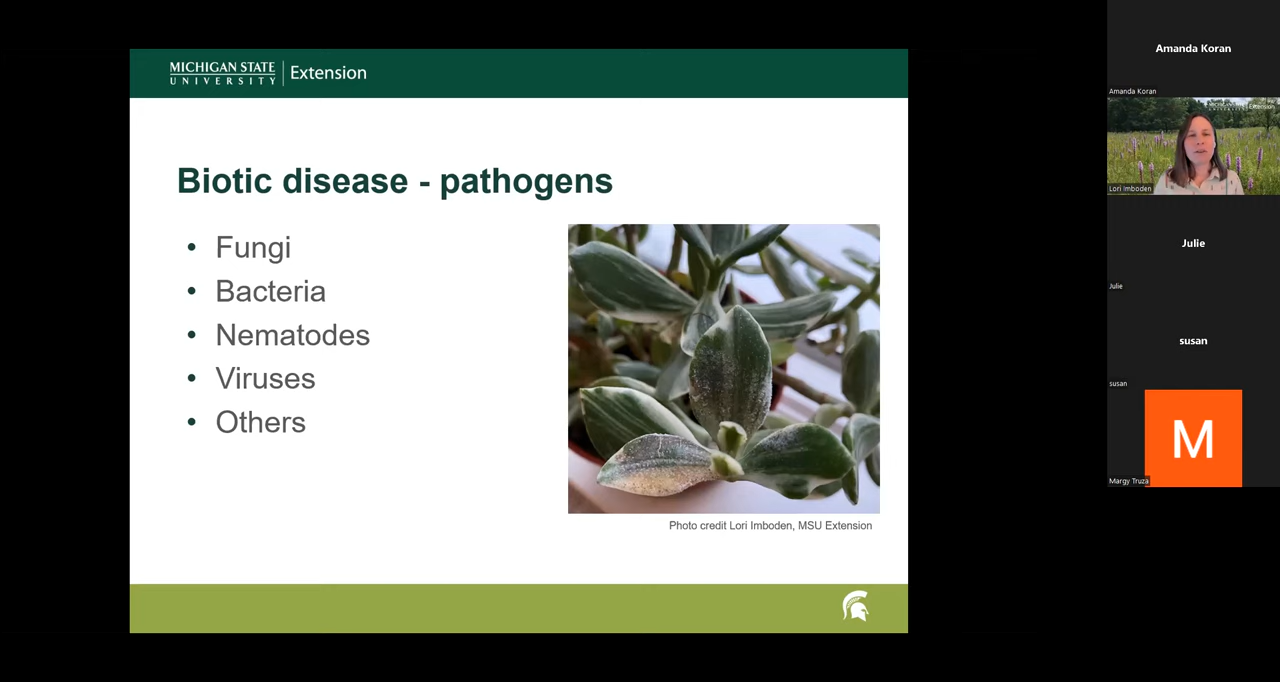 MICHIGAN STATE
UNIVERSITY
Extension
Biotic disease - pathogens
• Fungi
• Bacteria
• Nematodes
• Viruses
• Others
Photo credit Lori Imboden, MSU Extension
Amanda Koran
Amanda Koran
Extension
Lori Imboden
Julie
Julie
susan
susan
M
Margy Truza